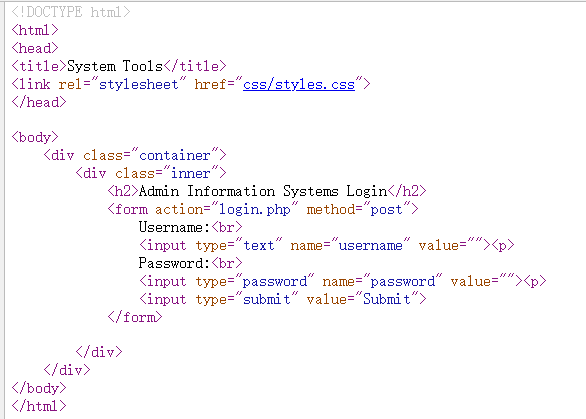 <!DOCTYPE html>
<html>
<head>
<title>System Tools</title>
<link rel="stylesheet" href="css/styles.css">
</head>

<body>
    <div class="container">
        <div class="inner">
            <h2>Admin Information Systems Login</h2>
            <form action="login.php" method="post">
                Username:<br>
                <input type="text" name="username" value=""><p>
                Password:<br>
                <input type="password" name="password" value=""><p>
                <input type="submit" value="Submit">
            </form>

        </div>
    </div>
</body>
</html>